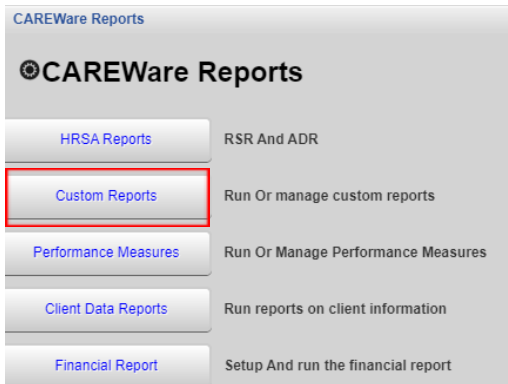 CAREWare Reports
CAREWare Reports
HRSA Reports RSR And ADR
Custom Reports Run Or manage custom reports
Performance Measures Run Or Manage Performance Measures
Client Data Reports Run reports on client information
Financial Report Setup And run the financial report